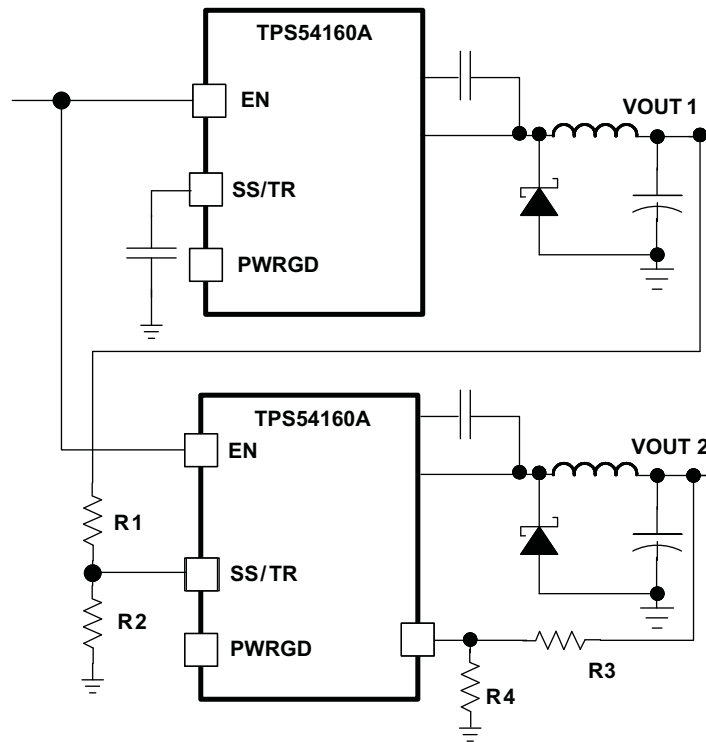 TPS54160A
EN
VOUT 1
SS/TR
PWRGD
TPS54160A
EN
VOUT 2
R1
SS/TR
R2
PWRGD
R3
R4